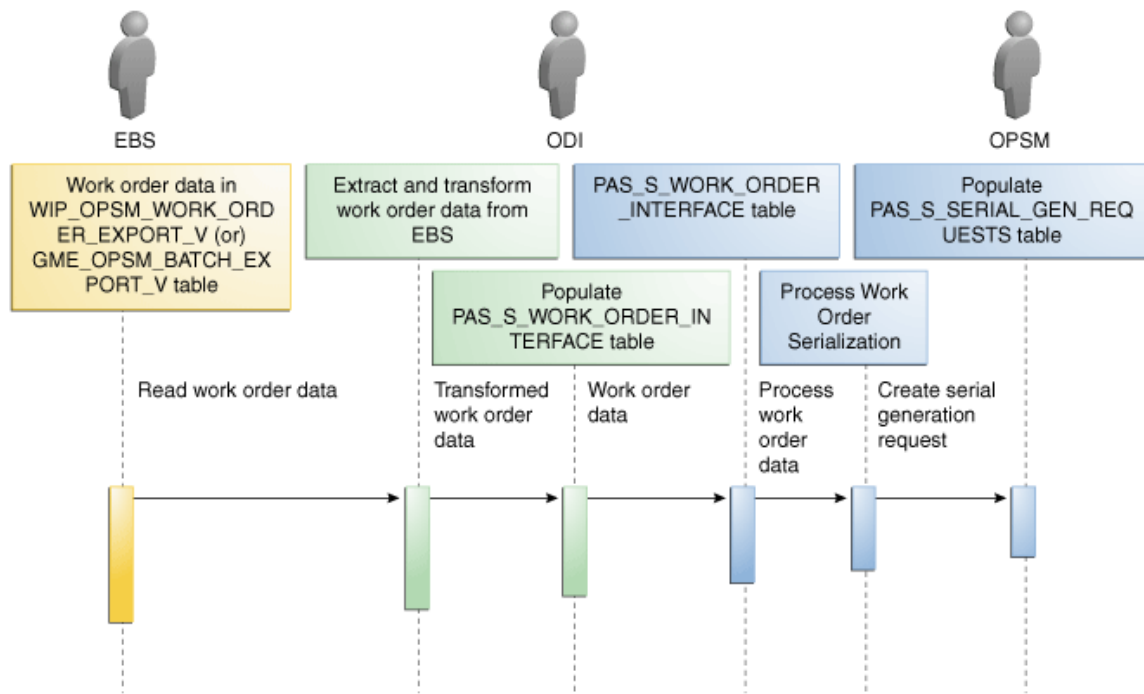 EBS
ODI
OPSM
Work order data in
WIP_OPSM_WORK_ORD
ER_EXPORT_V (or)
GME_OPSM_BATCH_EX
PORT_V table
Extract and transform
work order data from
EBS
PAS_S_WORK_ORDER
_INTERFACE table
Populate
PAS_S_SERIAL_GEN_REQ
UESTS table
Populate
PAS_S_WORK_ORDER_IN
TERFACE table
Process Work
Order
Serialization
Read work order data
Transformed
work order
data
Work order
data
Process
work
order
data
Create serial
generation
request